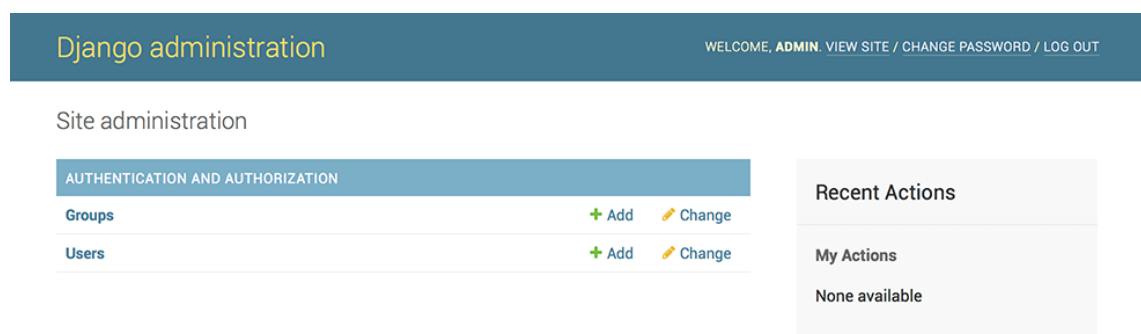 Django administration
WELCOME, ADMIN. VIEW SITE / CHANGE PASSWORD / LOG OUT
Site administration
AUTHENTICATION AND AUTHORIZATION
Groups + Add Change
Users + Add Change
Recent Actions
My Actions
None available